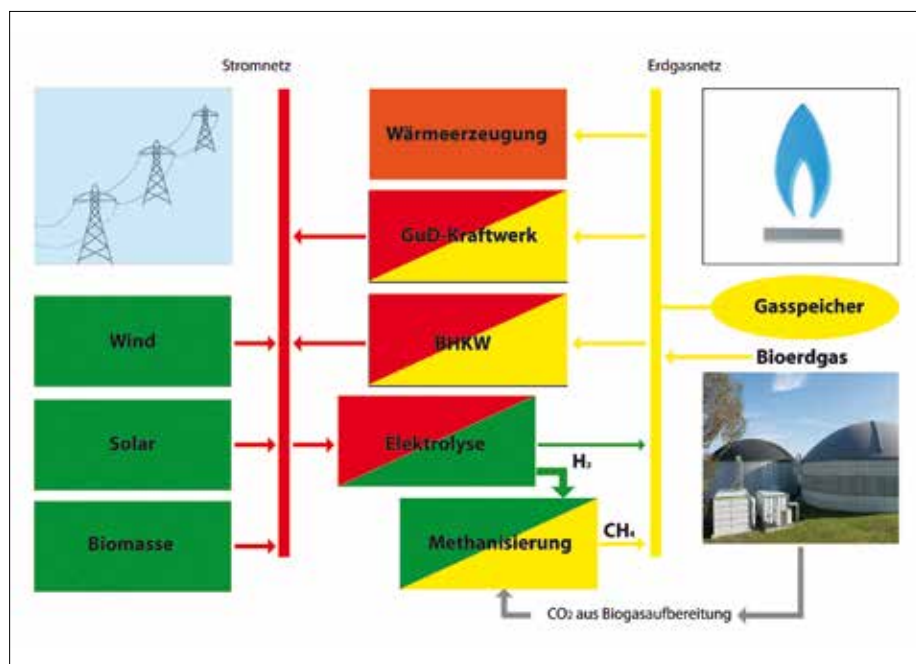 Stromnetz
Erdgasnetz
Wärmeerzeugung
GuD-Kraftwerk
Gasspeicher
Wind
BHKW
Bioerdgas
Solar
Elektrolyse
H₂
Biomasse
Methanisierung
CH₄
CO₂ aus Biogasaufbereitung